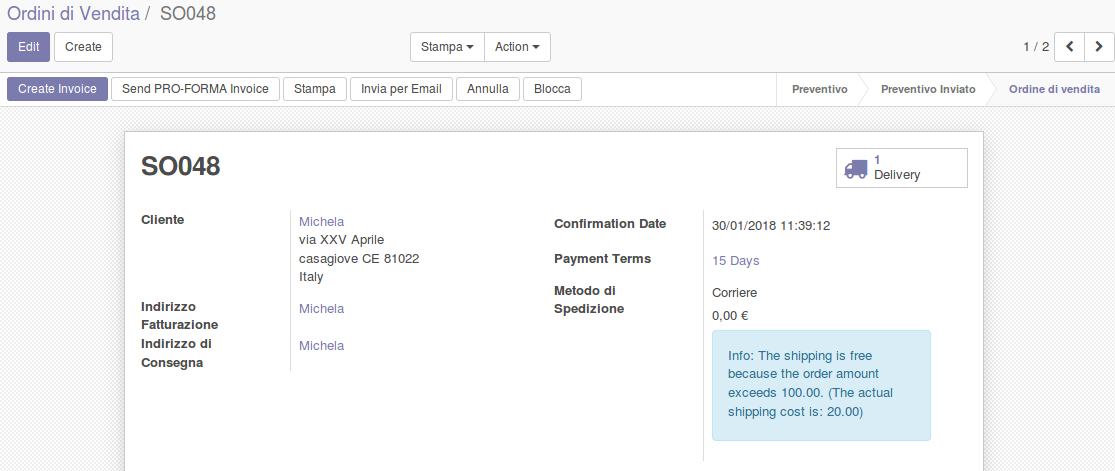 Ordini di Vendita / SO048
Edit Create Stampa Action 1 / 2
Create Invoice Send PRO-FORMA Invoice Stampa Invia per Email Annulla Blocca Preventivo Preventivo Inviato Ordine di vendita
SO048
1
Delivery
Cliente
Michela
via XXV Aprile
casagiove CE 81022
Italy
Indirizzo
Fatturazione
Michela
Indirizzo di
Consegna
Michela
Confirmation Date
30/01/2018 11:39:12
Payment Terms
15 Days
Metodo di
Spedizione
Corriere
0,00 €
Info: The shipping is free
because the order amount
exceeds 100.00. (The actual
shipping cost is: 20.00)